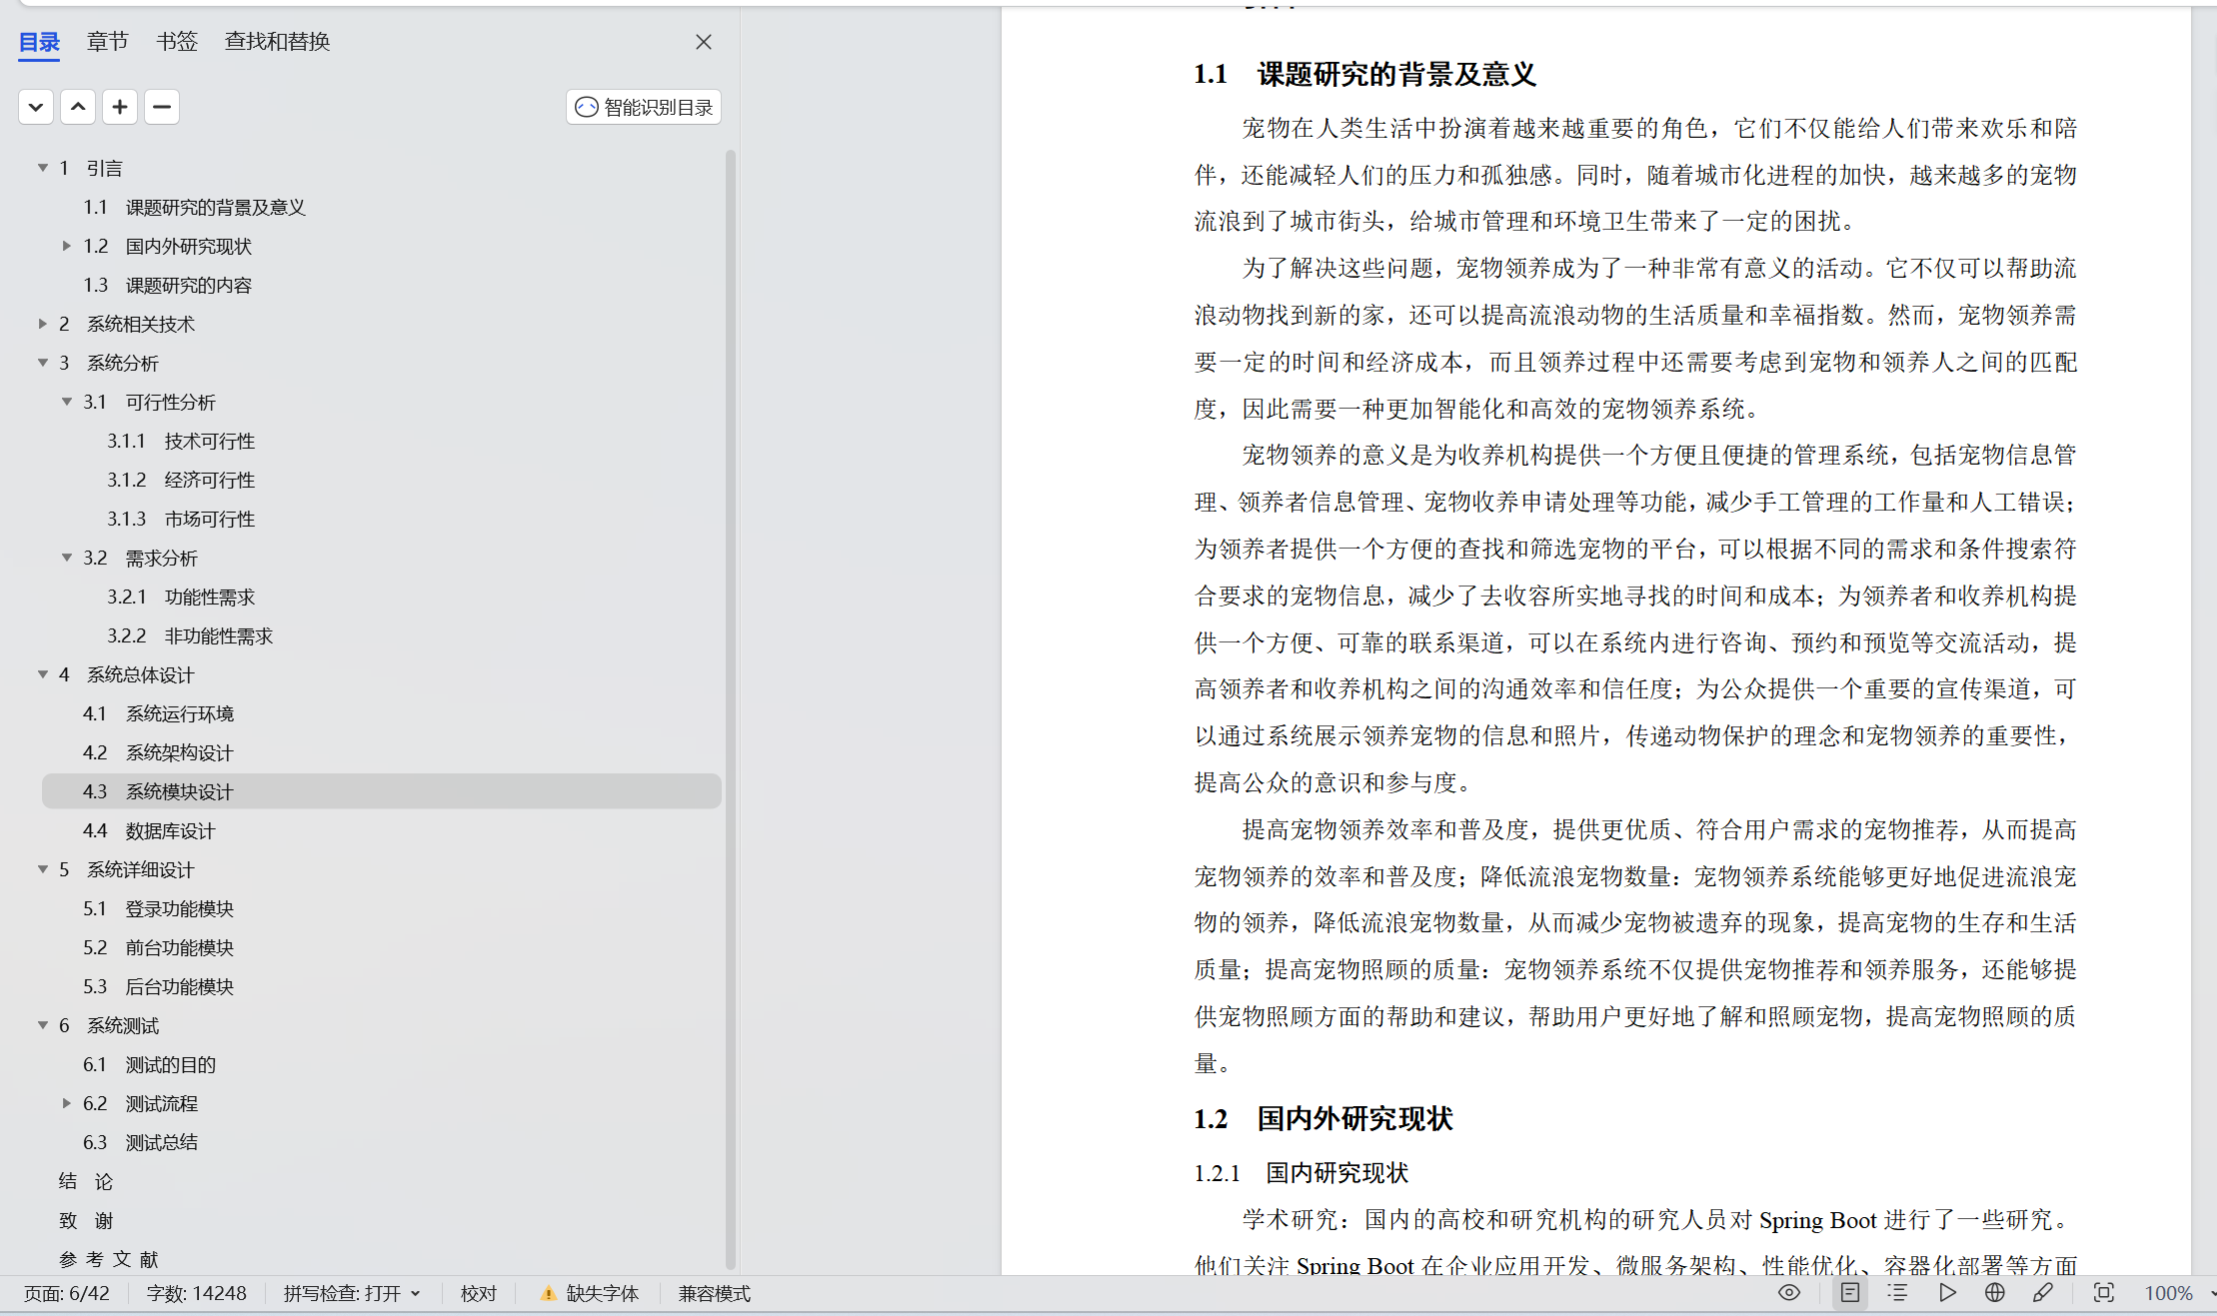 目录 章节 书签 查找和替换
智能识别目录
1 引言
1.1 课题研究的背景及意义
1.2 国内外研究现状
1.3 课题研究的内容
2 系统相关技术
3 系统分析
3.1 可行性分析
3.1.1 技术可行性
3.1.2 经济可行性
3.1.3 市场可行性
3.2 需求分析
3.2.1 功能性需求
3.2.2 非功能性需求
4 系统总体设计
4.1 系统运行环境
4.2 系统架构设计
4.3 系统模块设计
4.4 数据库设计
5 系统详细设计
5.1 登录功能模块
5.2 前台功能模块
5.3 后台功能模块
6 系统测试
6.1 测试的目的
6.2 测试流程
6.3 测试总结
结 论
致 谢
参 考 文 献
1.1 课题研究的背景及意义
宠物在人类生活中扮演着越来越重要的角色，它们不仅能给人们带来欢乐和陪
伴，还能减轻人们的压力和孤独感。同时，随着城市化进程的加快，越来越多的宠物
流浪到了城市街头，给城市管理和环境卫生带来了一定的困扰。
为了解决这些问题，宠物领养成为了一种非常有意义的活动。它不仅可以帮助流
浪动物找到新的家，还可以提高流浪动物的生活质量和幸福指数。然而，宠物领养需
要一定的时间和经济成本，而且领养过程中还需要考虑到宠物和领养人之间的匹配
度，因此需要一种更加智能化和高效的宠物领养系统。
宠物领养的意义是为收养机构提供一个方便且便捷的管理系统，包括宠物信息管
理、领养者信息管理、宠物收养申请处理等功能，减少手工管理的工作量和人工错误；
为领养者提供一个方便的查找和筛选宠物的平台，可以根据不同的需求和条件搜索符
合要求的宠物信息，减少了去收容所实地寻找的时间和成本；为领养者和收养机构提
供一个方便、可靠的联系渠道，可以在系统内进行咨询、预约和预览等交流活动，提
高领养者和收养机构之间的沟通效率和信任度；为公众提供一个重要的宣传渠道，可
以通过系统展示领养宠物的信息和照片，传递动物保护的理念和宠物领养的重要性，
提高公众的意识和参与度。
提高宠物领养效率和普及度，提供更优质、符合用户需求的宠物推荐，从而提高
宠物领养的效率和普及度；降低流浪宠物数量：宠物领养系统能够更好地促进流浪宠
物的领养，降低流浪宠物数量，从而减少宠物被遗弃的现象，提高宠物的生存和生活
质量；提高宠物照顾的质量：宠物领养系统不仅提供宠物推荐和领养服务，还能够提
供宠物照顾方面的帮助和建议，帮助用户更好地了解和照顾宠物，提高宠物照顾的质
量。
1.2 国内外研究现状
1.2.1 国内研究现状
学术研究：国内的高校和研究机构的研究人员对 Spring Boot 进行了一些研究。
他们关注 Spring Boot 在企业应用开发、微服务架构、性能优化、容器化部署等方面
页面: 6/42 字数: 14248 拼写检查: 打开 校对 缺失字体 兼容模式 100%